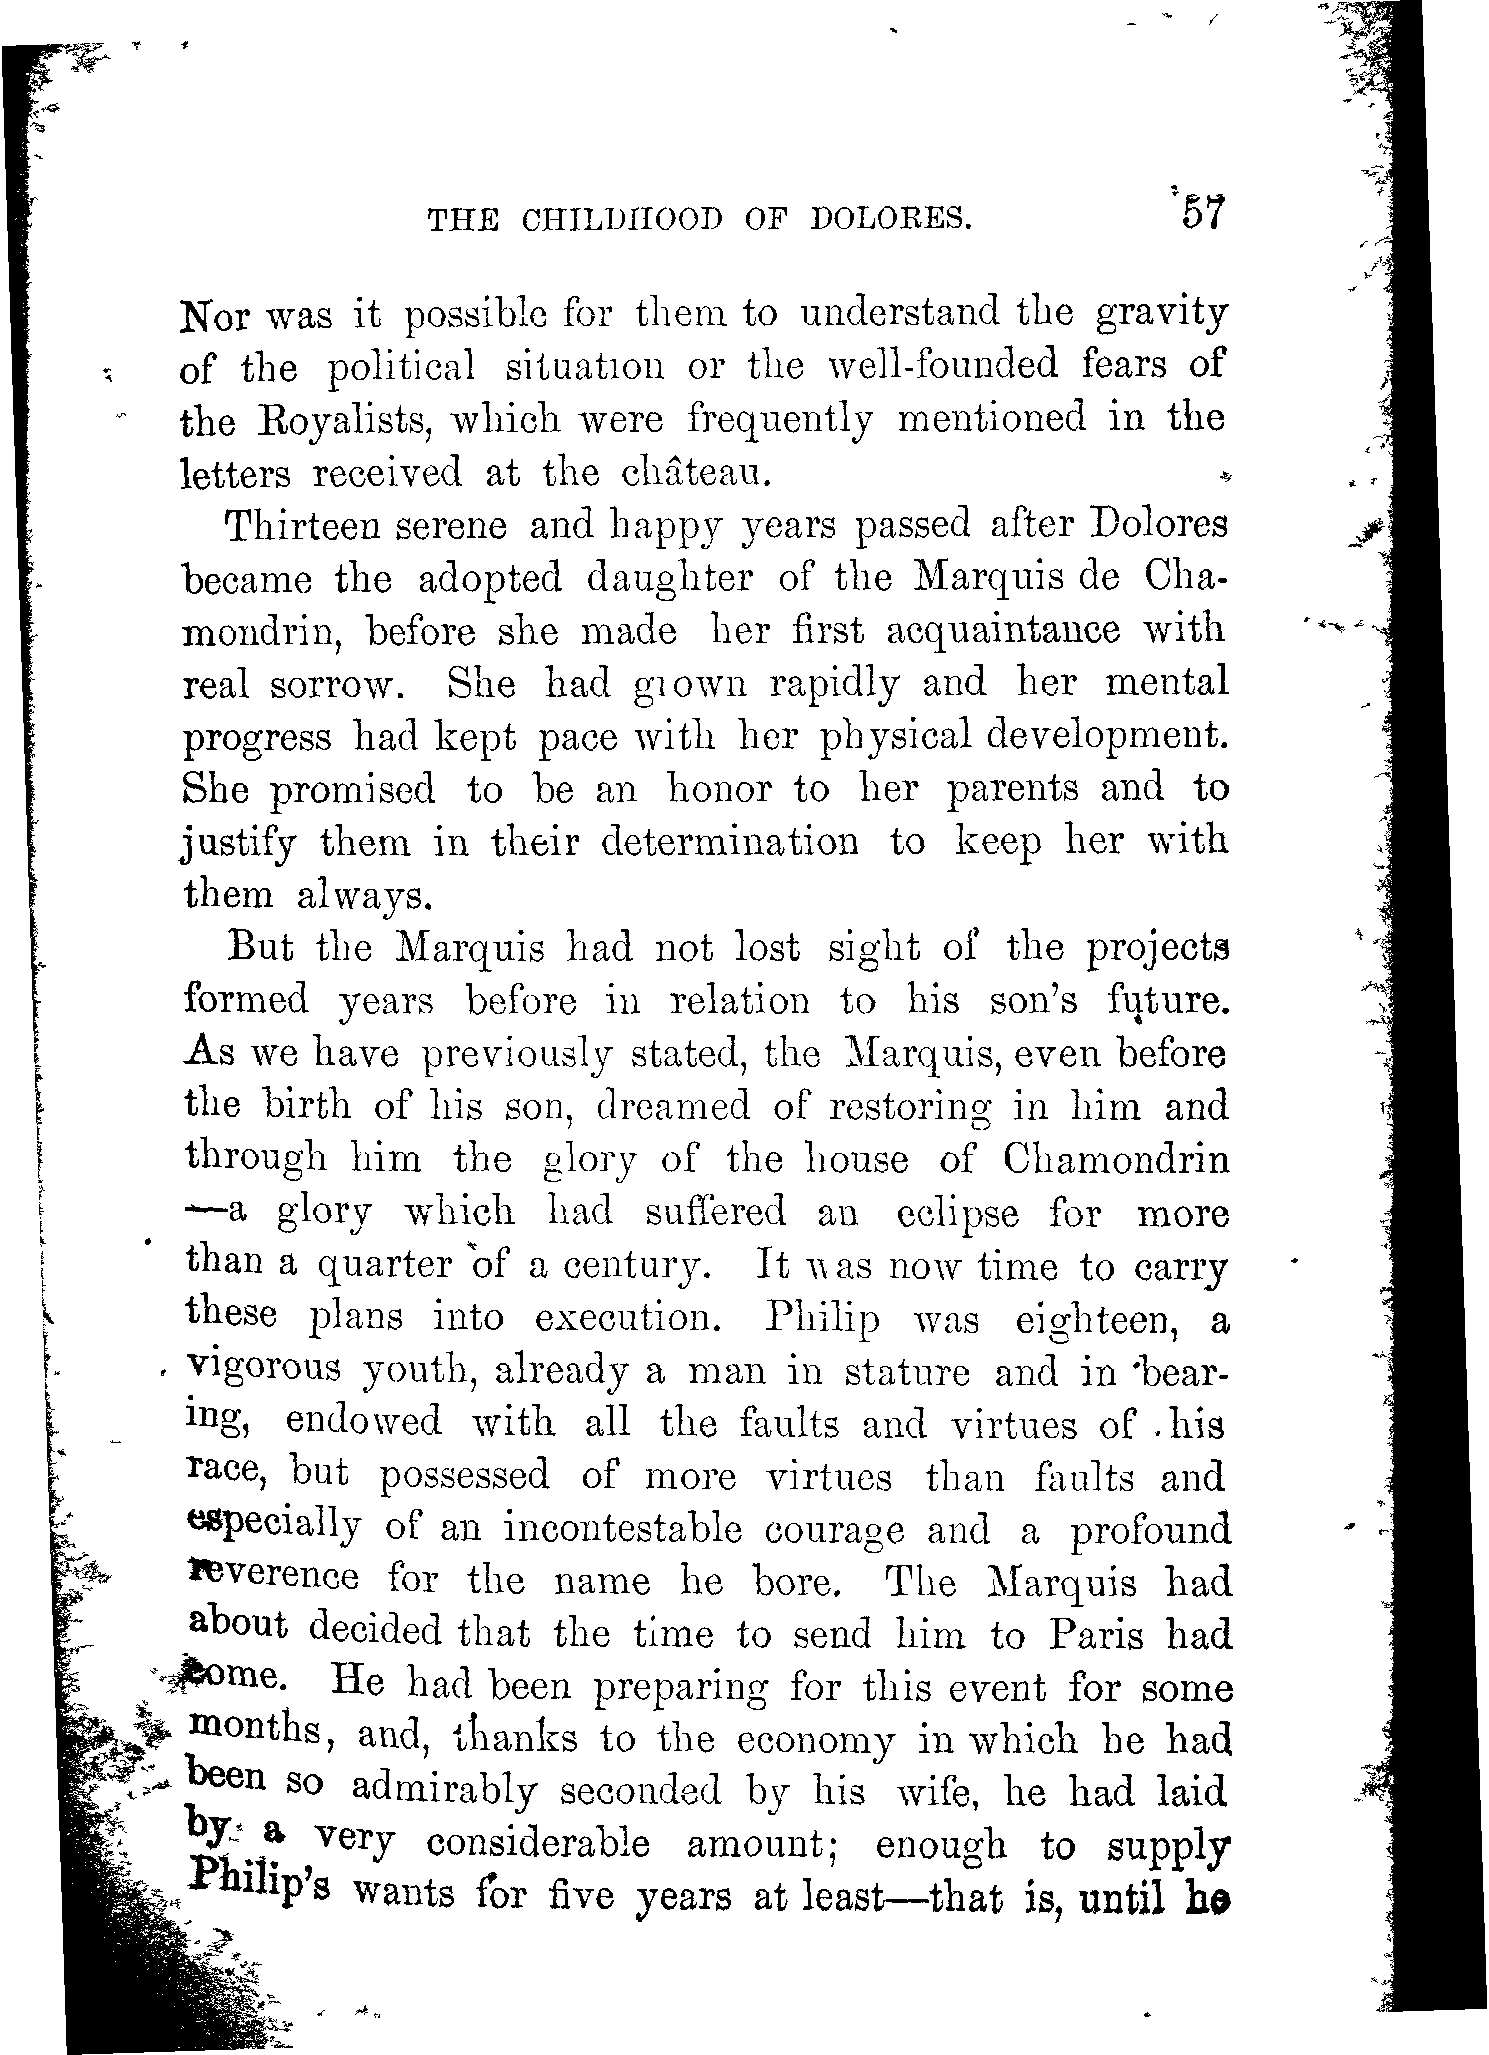 THE CHILDHOOD OF DOLORES. 57
Nor was it possible for them to understand the gravity
of the political situation or the well-founded fears of
the Royalists, which were frequently mentioned in the
letters received at the château.
Thirteen serene and happy years passed after Dolores
became the adopted daughter of the Marquis de Cha-
mondrin, before she made her first acquaintance with
real sorrow. She had grown rapidly and her mental
progress had kept pace with her physical development.
She promised to be an honor to her parents and to
justify them in their determination to keep her with
them always.
But the Marquis had not lost sight of the projects
formed years before in relation to his son's future.
As we have previously stated, the Marquis, even before
the birth of his son, dreamed of restoring in him and
through him the glory of the house of Chamondrin
—a glory which had suffered an eclipse for more
than a quarter of a century. It was now time to carry
these plans into execution. Philip was eighteen, a
vigorous youth, already a man in stature and in bear-
ing, endowed with all the faults and virtues of his
race, but possessed of more virtues than faults and
especially of an incontestable courage and a profound
reverence for the name he bore. The Marquis had
about decided that the time to send him to Paris had
come. He had been preparing for this event for some
months, and, thanks to the economy in which he had
been so admirably seconded by his wife, he had laid
by a very considerable amount; enough to supply
Philip's wants for five years at least—that is, until he